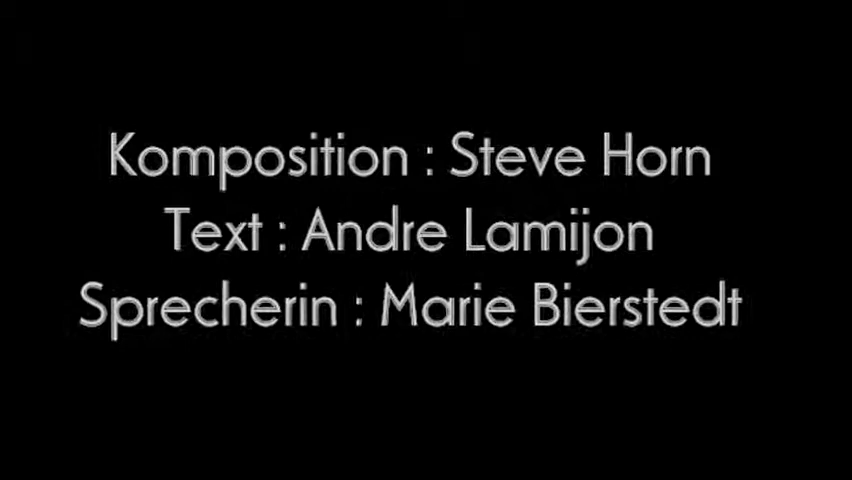 Komposition : Steve Horn
Text : Andre Lamijon
Sprecherin : Marie Bierstedt